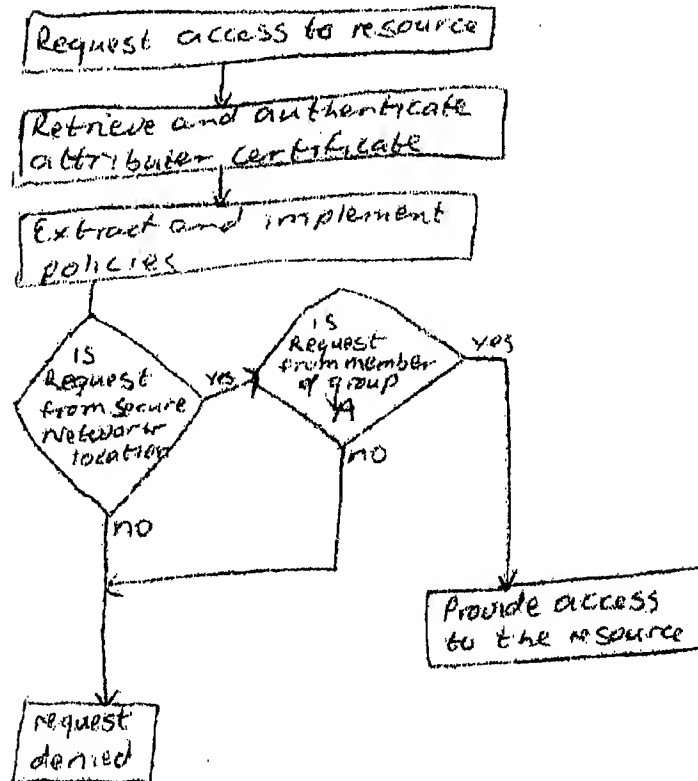 Request access to resource
Retrieve and authenticate
attributer certificate
Extract and implement
policies
is
Request
from secure
Network
location
yes
is
Request
from member
of group
A
yes
no
no
Provide access
to the resource
request
denied